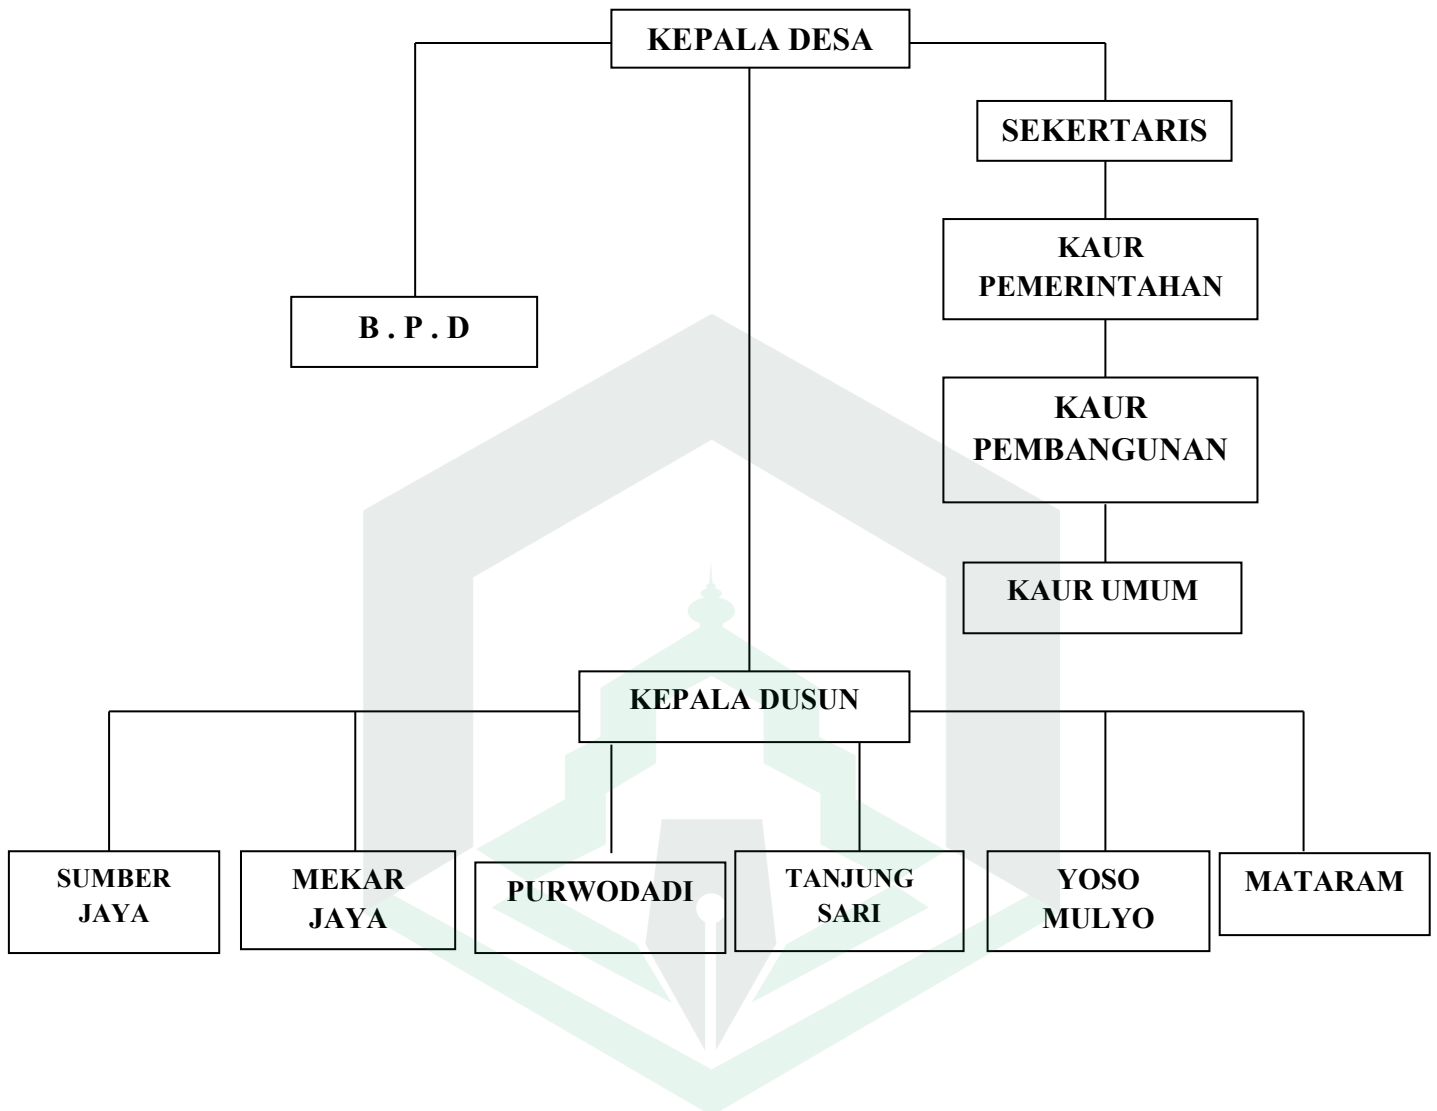 KEPALA DESA
SEKERTARIS
KAUR
PEMERINTAHAN
B . P . D
KAUR
PEMBANGUNAN
KAUR UMUM
KEPALA DUSUN
SUMBER
JAYA
MEKAR
JAYA
PURWODADI
TANJUNG
SARI
YOSO
MULYO
MATARAM